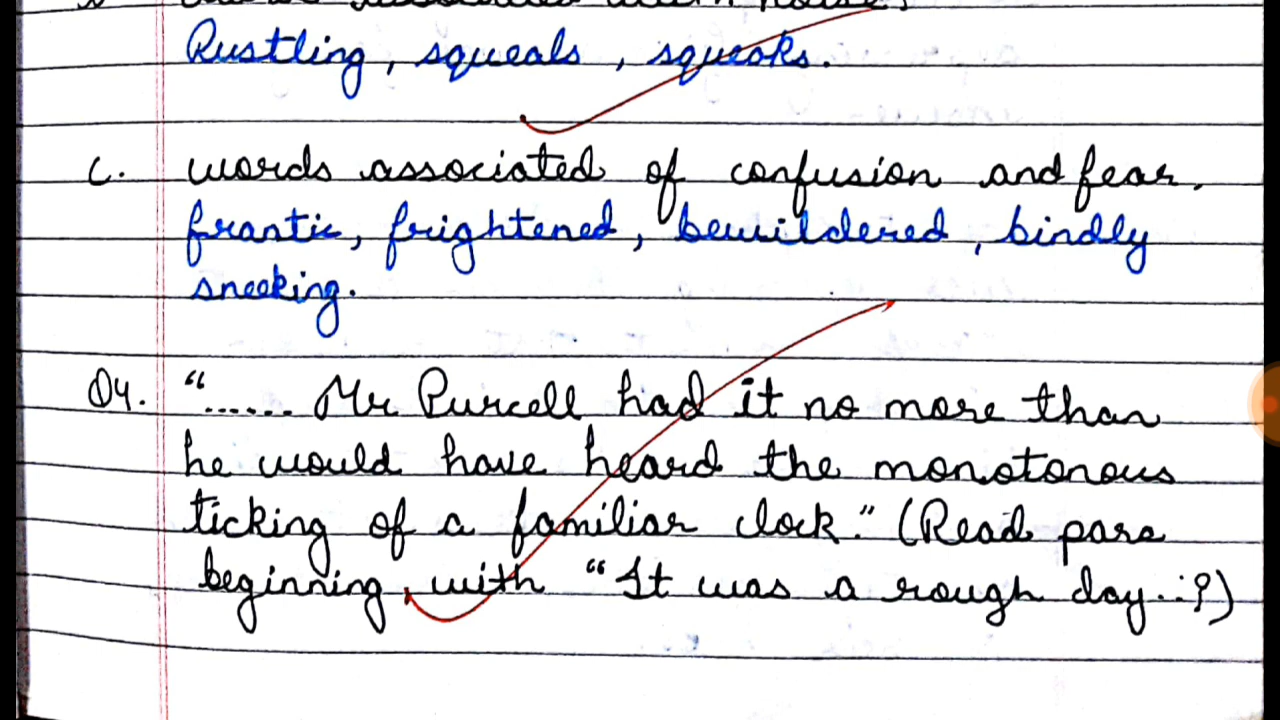 Rustling, squeals, squeaks.
c. words associated of confusion and fear.
frantic, frightened, bewildered, bindly
sneeking.
Q4. "...... Mr Purcell had it no more than
he would have heard the monotonous
ticking of a familiar clock." (Read para
beginning with "It was a rough day..?)